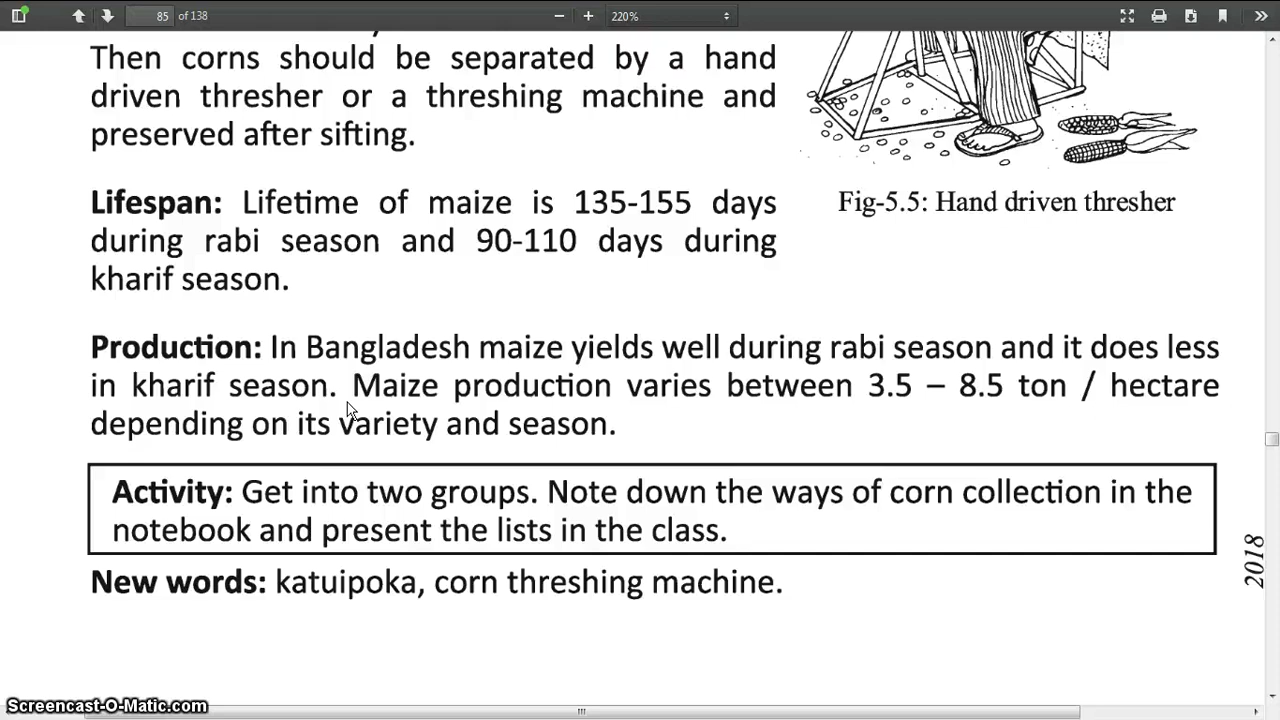 85 of 138
220%
Then corns should be separated by a hand
driven thresher or a threshing machine and
preserved after sifting.
Fig-5.5: Hand driven thresher
Lifespan: Lifetime of maize is 135-155 days
during rabi season and 90-110 days during
kharif season.
Production: In Bangladesh maize yields well during rabi season and it does less
in kharif season. Maize production varies between 3.5 – 8.5 ton / hectare
depending on its variety and season.
Activity: Get into two groups. Note down the ways of corn collection in the
notebook and present the lists in the class.
2018
New words: katuipoka, corn threshing machine.
Screencast-O-Matic.com